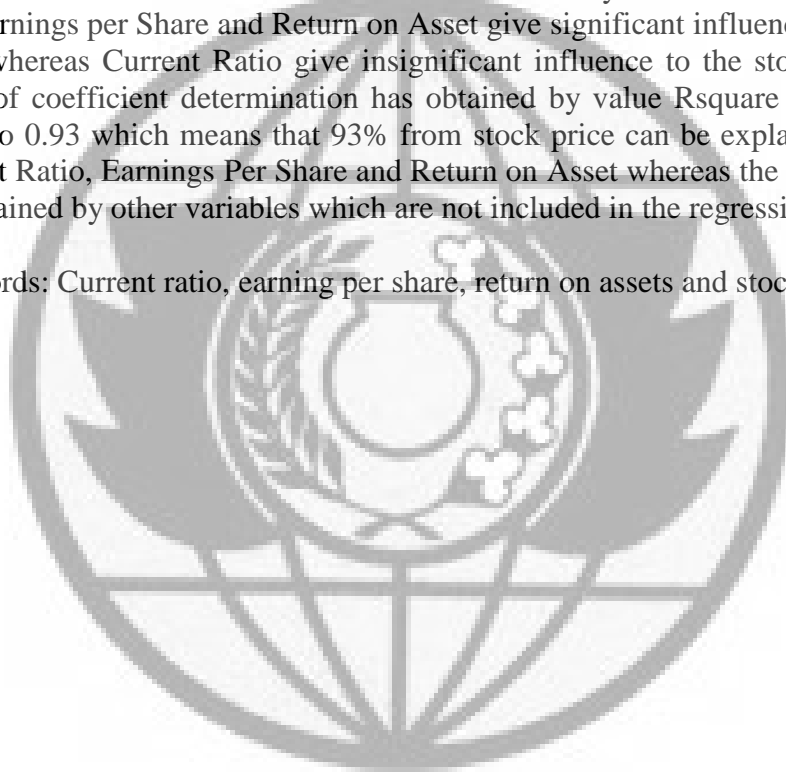 rnings per Share and Return on Asset give significant influenc
whereas Current Ratio give insignificant influence to the sto
of coefficient determination has obtained by value Rsquare
o 0.93 which means that 93% from stock price can be expla
t Ratio, Earnings Per Share and Return on Asset whereas the
ained by other variables which are not included in the regressi
rds: Current ratio, earning per share, return on assets and stoc